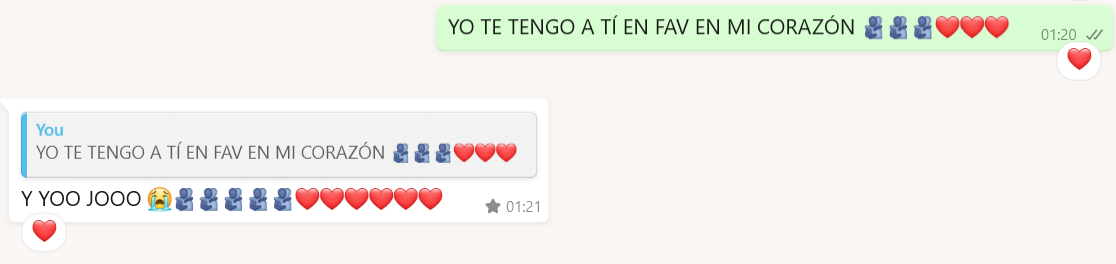 YO TE TENGO A TÍ EN FAV EN MI CORAZÓN 🫂🫂🫂❤️❤️❤️
01:20
❤️
You
YO TE TENGO A TÍ EN FAV EN MI CORAZÓN 🫂🫂🫂❤️❤️❤️
Y YOO JOOO 😭🫂🫂🫂🫂🫂❤️❤️❤️❤️❤️❤️
01:21
❤️